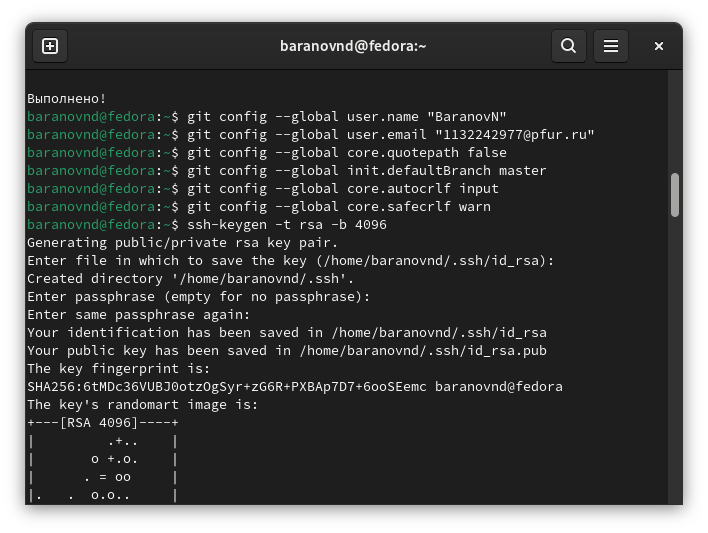 baranovnd@fedora:~
Выполнено!
baranovnd@fedora:~$ git config --global user.name "BaranovN"
baranovnd@fedora:~$ git config --global user.email "1132242977@pfur.ru"
baranovnd@fedora:~$ git config --global core.quotepath false
baranovnd@fedora:~$ git config --global init.defaultBranch master
baranovnd@fedora:~$ git config --global core.autocrlf input
baranovnd@fedora:~$ git config --global core.safecrlf warn
baranovnd@fedora:~$ ssh-keygen -t rsa -b 4096
Generating public/private rsa key pair.
Enter file in which to save the key (/home/baranovnd/.ssh/id_rsa):
Created directory '/home/baranovnd/.ssh'.
Enter passphrase (empty for no passphrase):
Enter same passphrase again:
Your identification has been saved in /home/baranovnd/.ssh/id_rsa
Your public key has been saved in /home/baranovnd/.ssh/id_rsa.pub
The key fingerprint is:
SHA256:6tMDc36VUBJ0otzOgSyr+zG6R+PXBAp7D7+6ooSEemc baranovnd@fedora
The key's randomart image is:
+---[RSA 4096]----+
|         .+..    |
|       o +.o.    |
|      . = oo     |
|.   .  o.o..     |